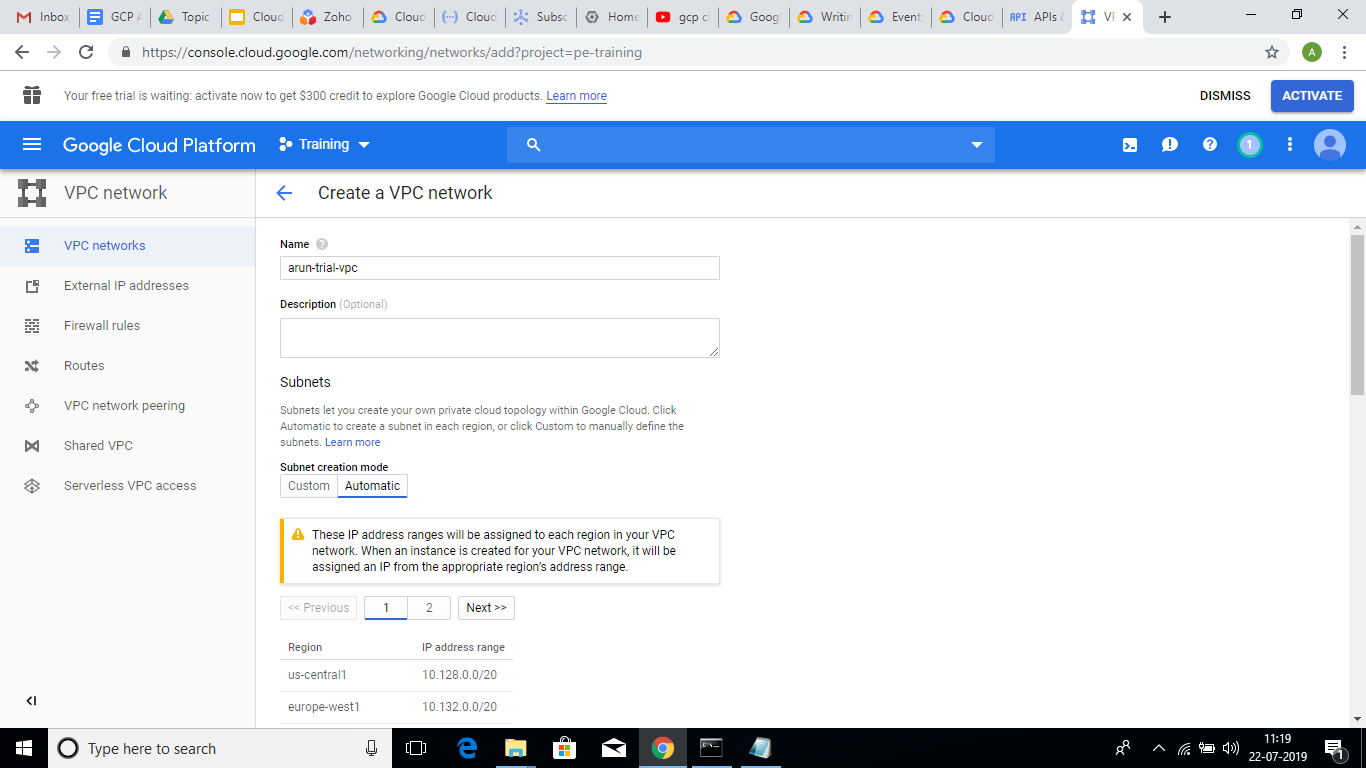 Inbox
GCP A
Topic
Cloud
Zoho
Cloud
Cloud
Subsc
Home
gcp cl
Googl
Writin
Event
Cloud
API APIs &
VP
https://console.cloud.google.com/networking/networks/add?project=pe-training
A
Your free trial is waiting: activate now to get $300 credit to explore Google Cloud products. Learn more
DISMISS
ACTIVATE
Google Cloud Platform
Training
1
VPC network
Create a VPC network
VPC networks
External IP addresses
Firewall rules
Routes
VPC network peering
Shared VPC
Serverless VPC access
Name
arun-trial-vpc
Description (Optional)
Subnets
Subnets let you create your own private cloud topology within Google Cloud. Click
Automatic to create a subnet in each region, or click Custom to manually define the
subnets. Learn more
Subnet creation mode
Custom Automatic
These IP address ranges will be assigned to each region in your VPC
network. When an instance is created for your VPC network, it will be
assigned an IP from the appropriate region's address range.
<< Previous 1 2 Next >>
Region IP address range
us-central1 10.128.0.0/20
europe-west1 10.132.0.0/20
Type here to search
11:19
22-07-2019
1